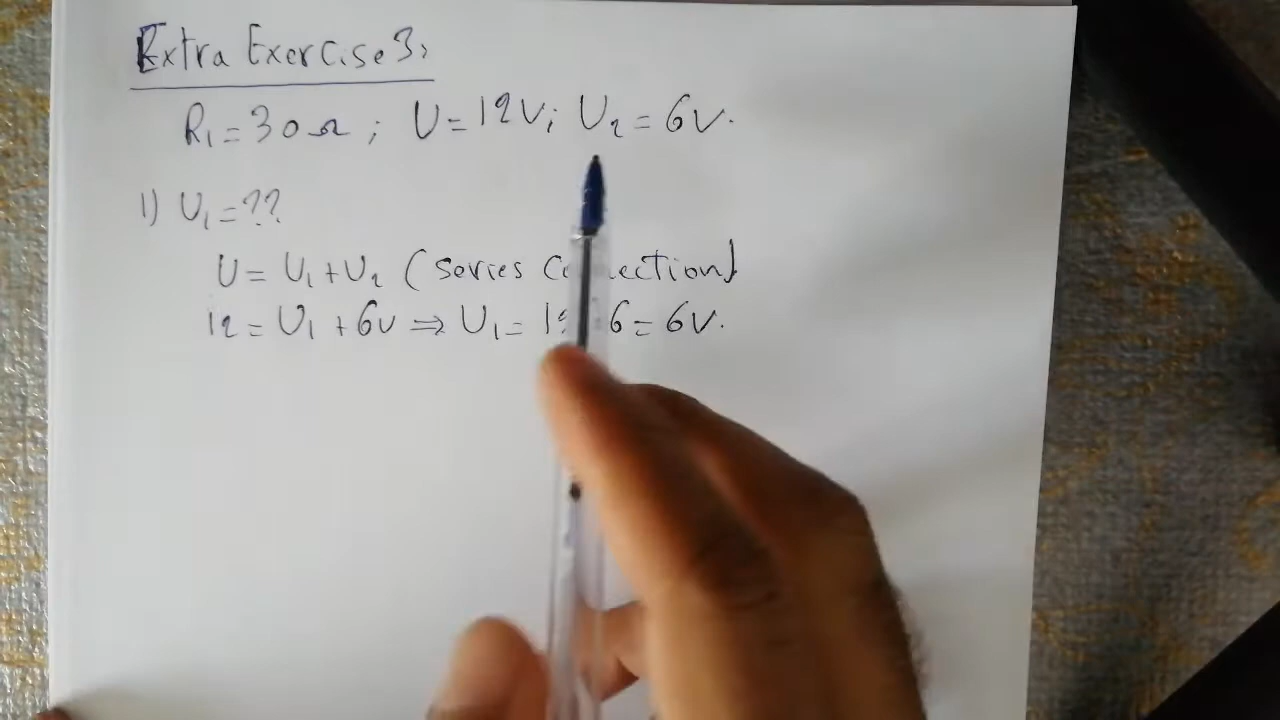 Extra Exercise 3:
R₁ = 30 Ω ; U = 12V; U₂ = 6V.
1) U₁ = ??
U = U₁ + U₂ (series
12 = U₁ + 6V ⇒ U₁ = 6 = 6V.